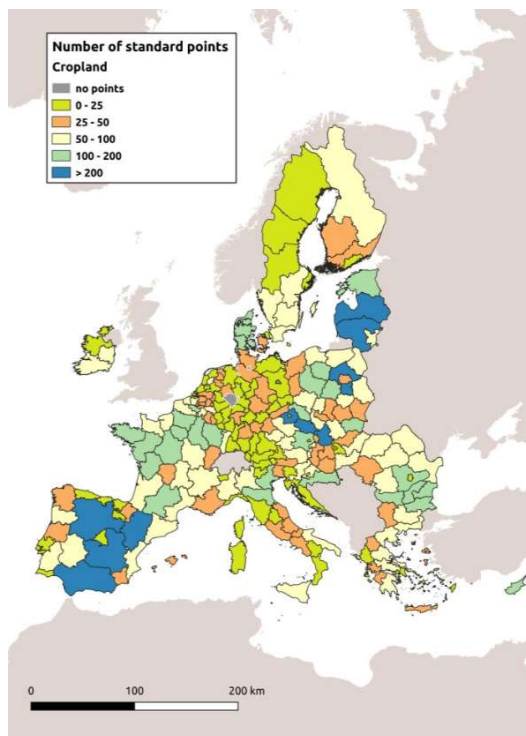 Number of standard points
Cropland
no points
0 - 25
25 - 50
50 - 100
100 - 200
> 200
0 100 200 km